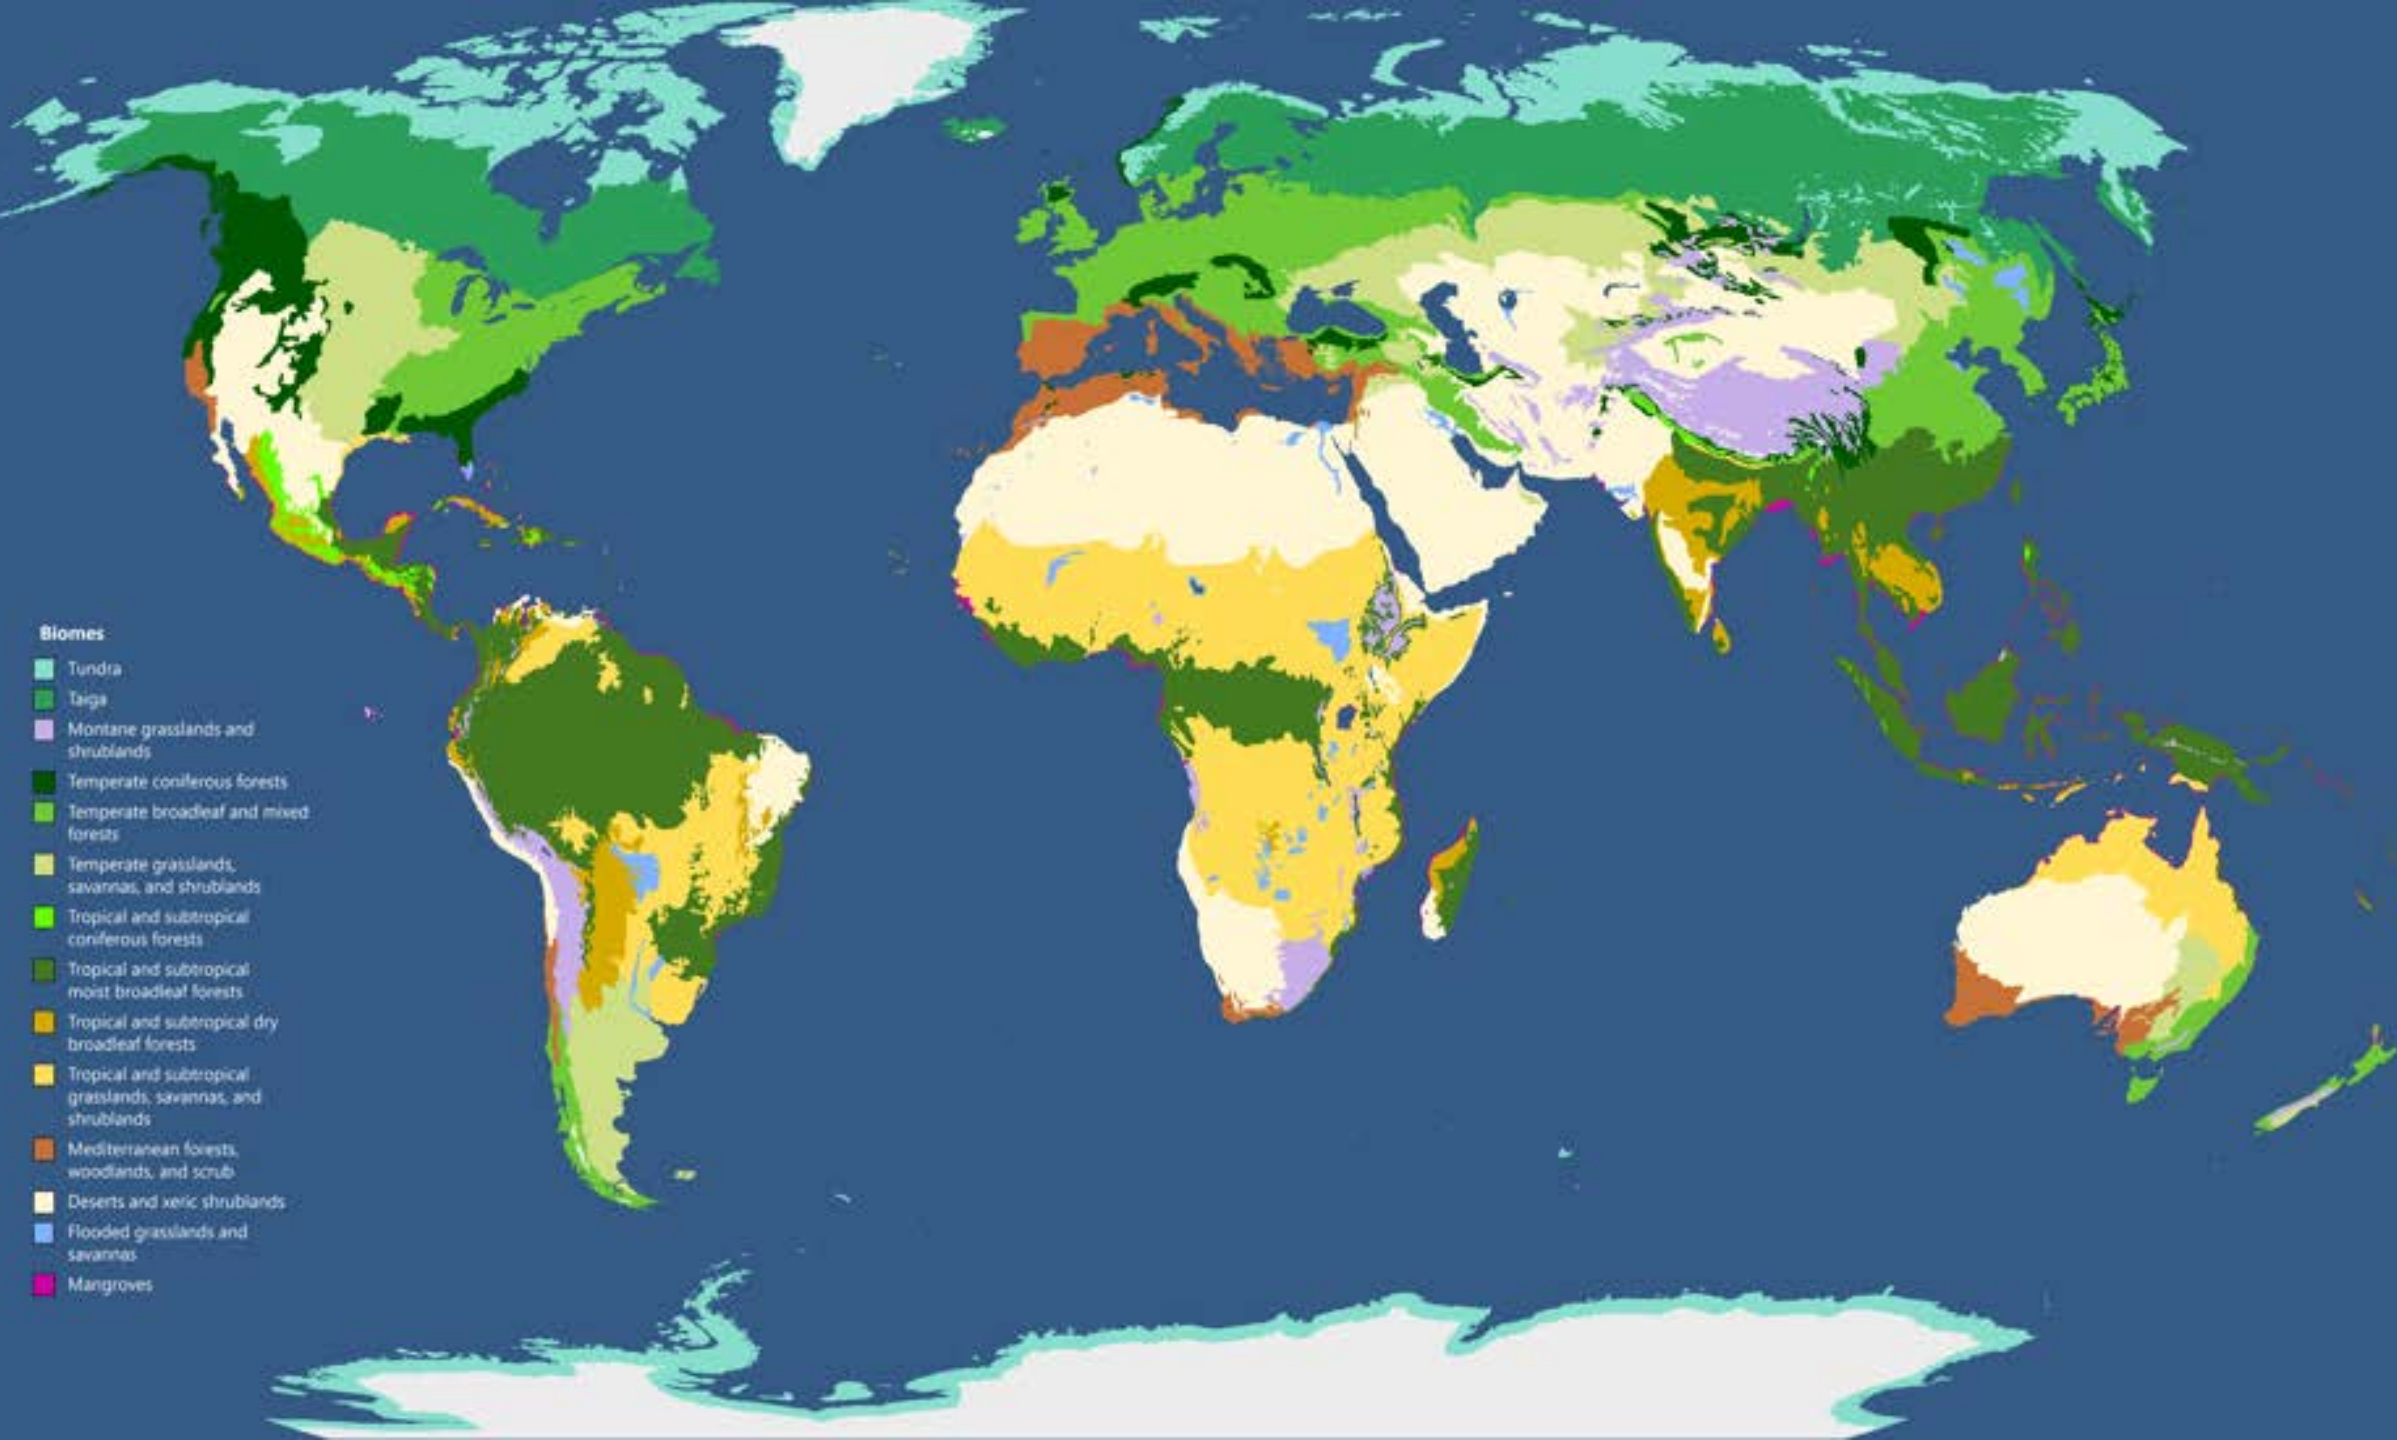 Biomes
Tundra
Taiga
Montane grasslands and
shrublands
Temperate coniferous forests
Temperate broadleaf and mixed
forests
Temperate grasslands,
savannas, and shrublands
Tropical and subtropical
coniferous forests
Tropical and subtropical
moist broadleaf forests
Tropical and subtropical dry
broadleaf forests
Tropical and subtropical
grasslands, savannas, and
shrublands
Mediterranean forests,
woodlands, and scrub
Deserts and xeric shrublands
Flooded grasslands and
savannas
Mangroves